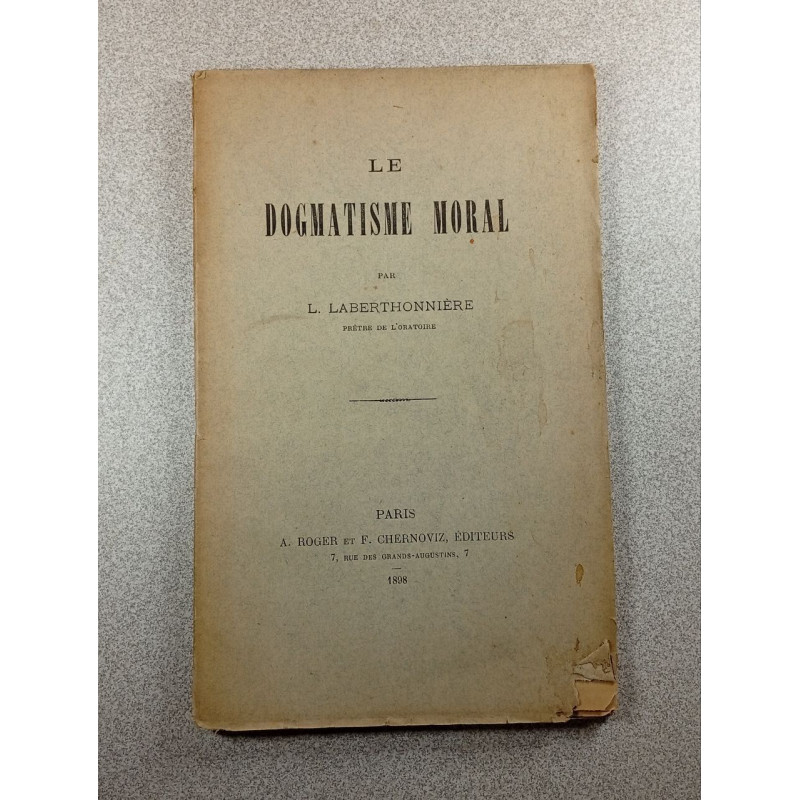 LE
DOGMATISME MORAL
PAR
L. LABERTHONNIÈRE
PRÊTRE DE L'ORATOIRE
PARIS
A. ROGER ET F. CHERNOVIZ, ÉDITEURS
7, RUE DES GRANDS-AUGUSTINS, 7
1898